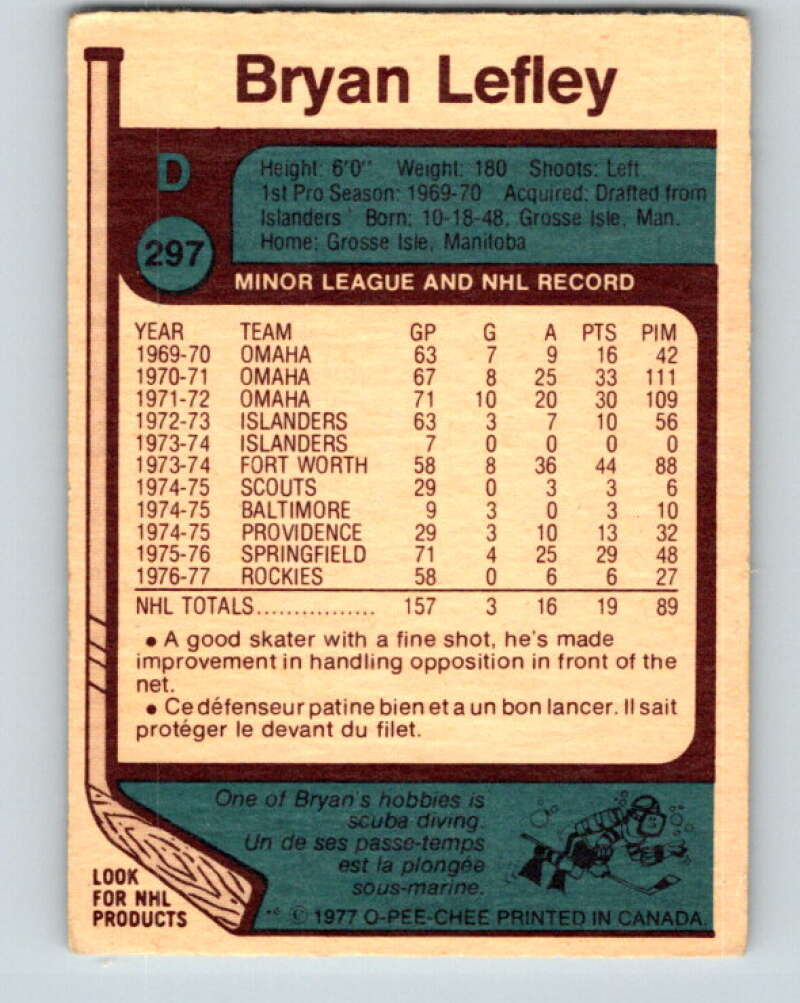 Bryan Lefley
D
297
Height: 6'0" Weight: 180 Shoots: Left
1st Pro Season: 1969-70 Acquired: Drafted from
Islanders Born: 10-18-48, Grosse Isle, Man.
Home: Grosse Isle, Manitoba
MINOR LEAGUE AND NHL RECORD
YEAR TEAM GP G A PTS PIM
1969-70 OMAHA 63 7 9 16 42
1970-71 OMAHA 67 8 25 33 111
1971-72 OMAHA 71 10 20 30 109
1972-73 ISLANDERS 63 3 7 10 56
1973-74 ISLANDERS 7 0 0 0 0
1973-74 FORT WORTH 58 8 36 44 88
1974-75 SCOUTS 29 0 3 3 6
1974-75 BALTIMORE 9 3 0 3 10
1974-75 PROVIDENCE 29 3 10 13 32
1975-76 SPRINGFIELD 71 4 25 29 48
1976-77 ROCKIES 58 0 6 6 27
NHL TOTALS................ 157 3 16 19 89
• A good skater with a fine shot, he's made
improvement in handling opposition in front of the
net.
• Ce défenseur patine bien et a un bon lancer. Il sait
protéger le devant du filet.
One of Bryan's hobbies is
scuba diving.
Un de ses passe-temps
est la plongée
sous-marine.
LOOK
FOR NHL
PRODUCTS
© 1977 O-PEE-CHEE PRINTED IN CANADA.